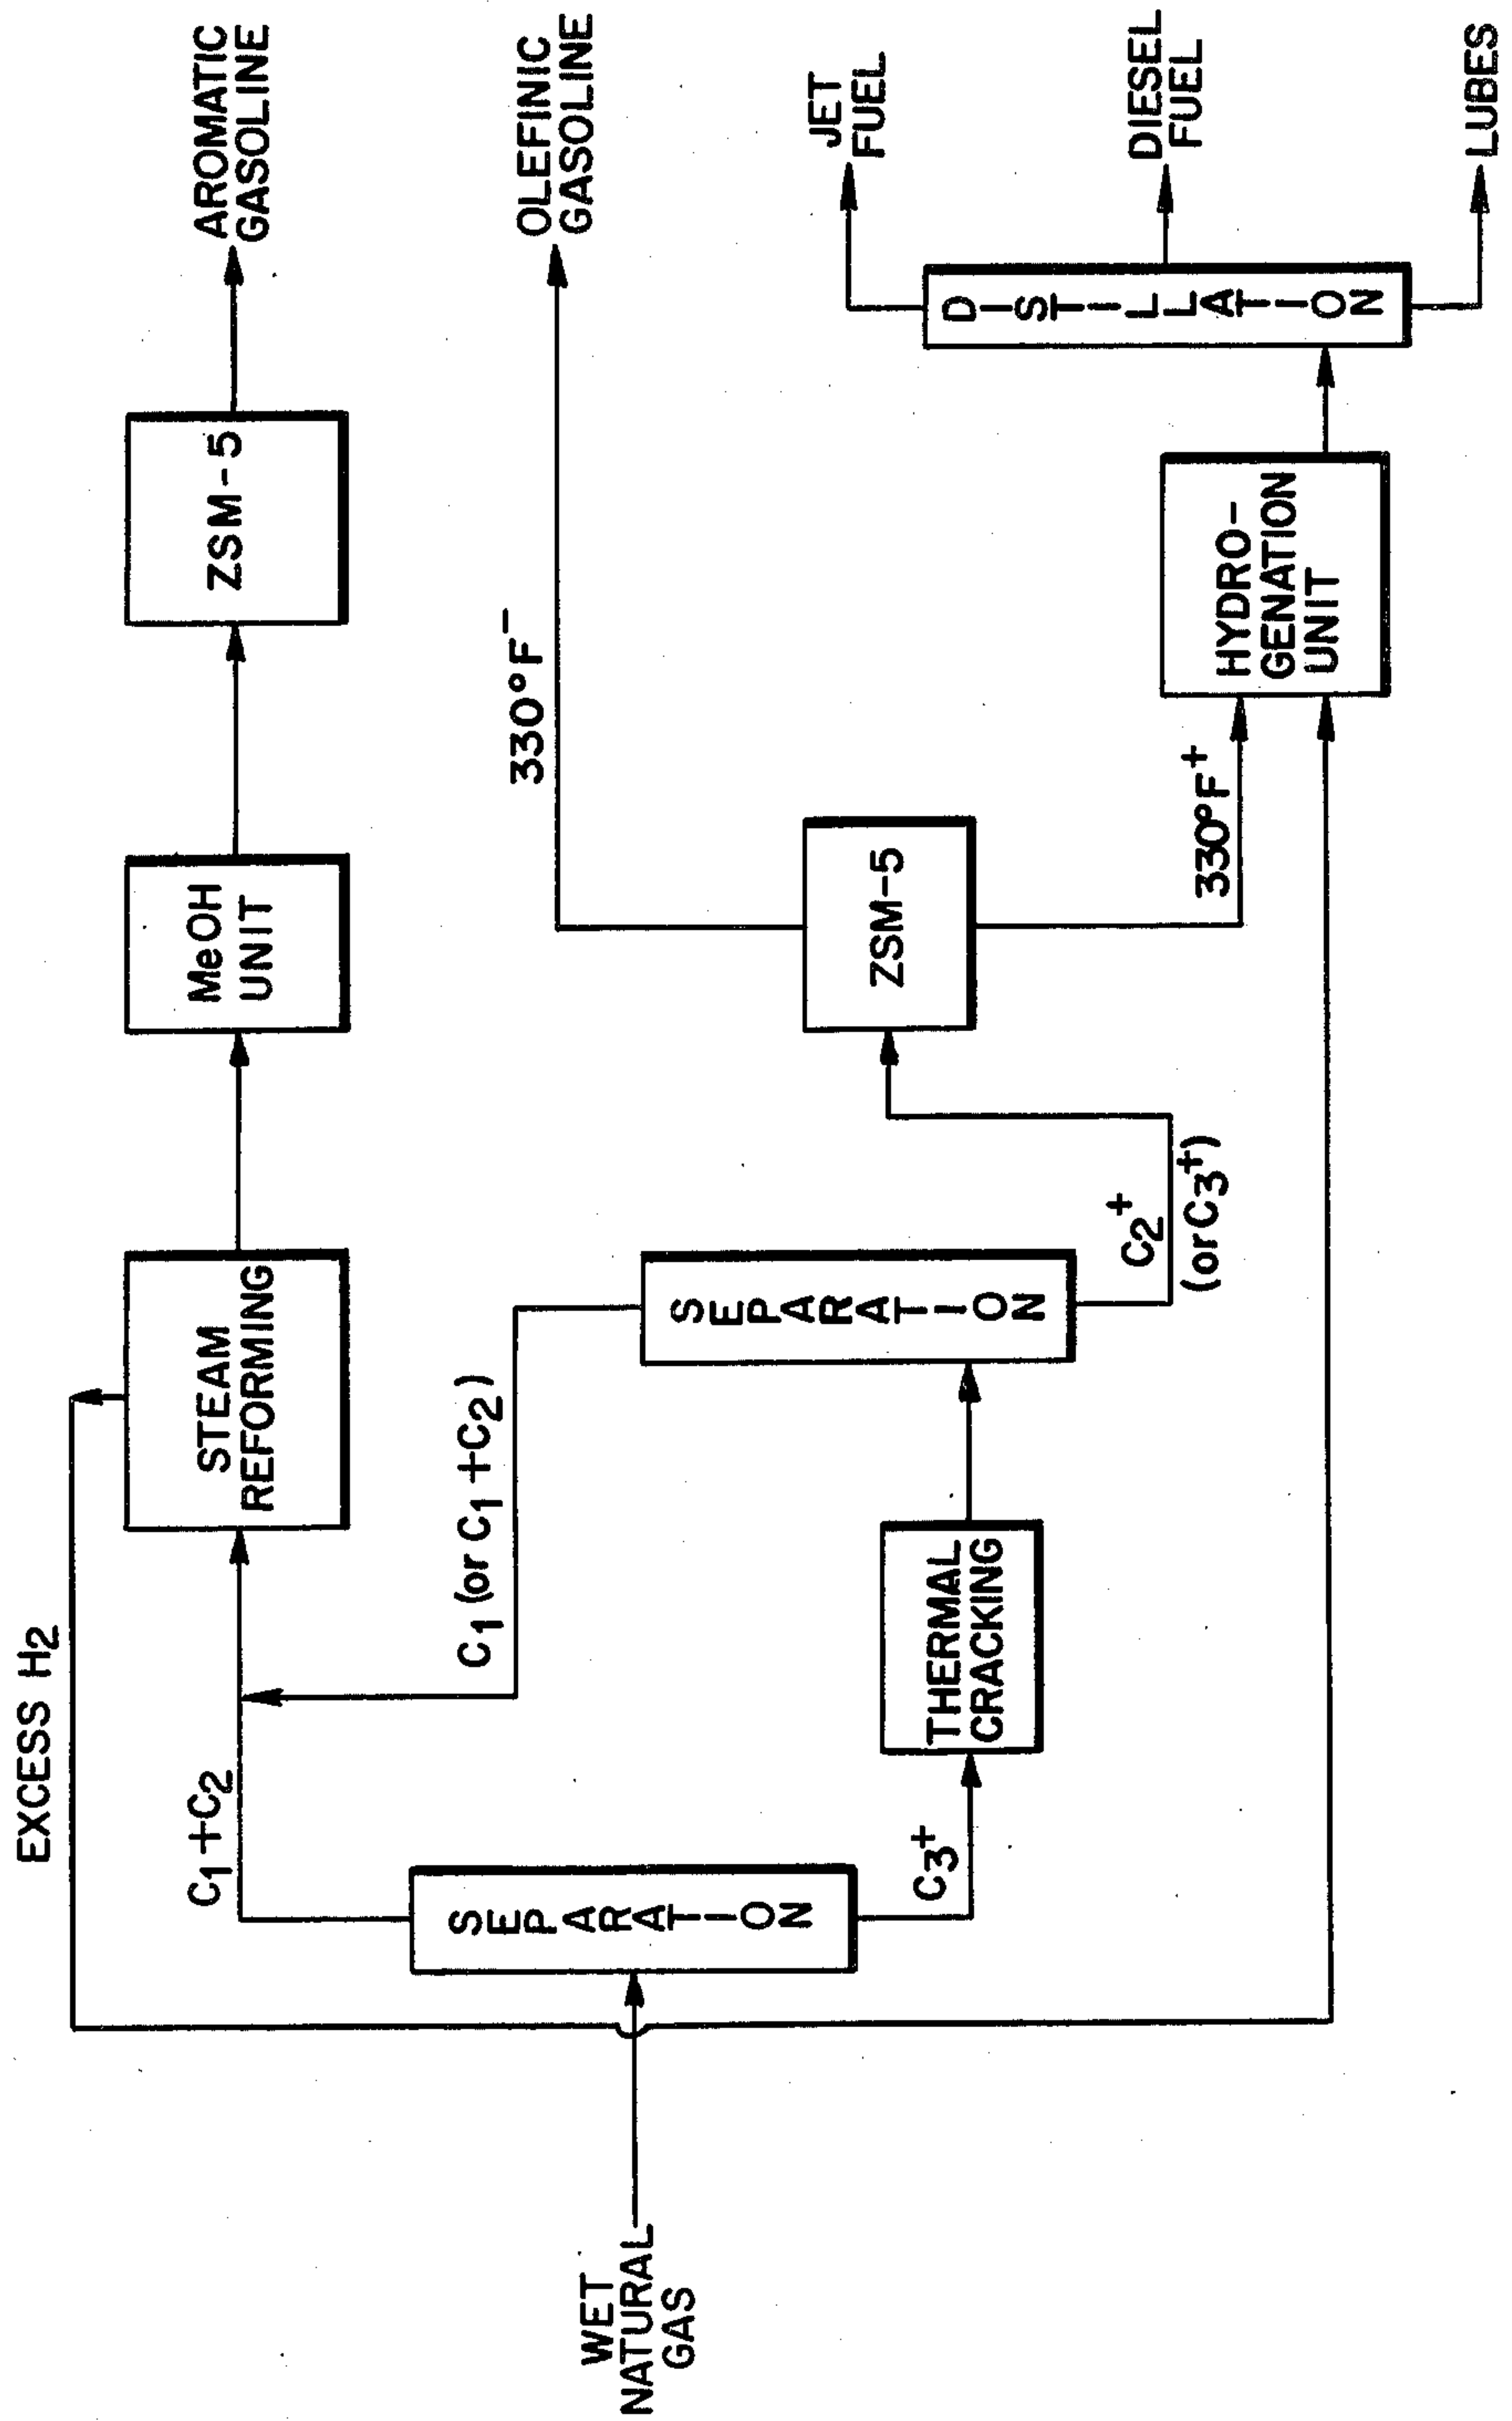 EXCESS H2
C1+C2
STEAM
REFORMING
MeOH
UNIT
ZSM-5
AROMATIC
GASOLINE
C1 (or C1+C2)
330°F-
OLEFINIC
GASOLINE
WET
NATURAL
GAS
SEPARATION
C3+
THERMAL
CRACKING
SEPARATION
C2+
(or C3+)
ZSM-5
330°F+
HYDRO-
GENATION
UNIT
DISTILLATION
JET
FUEL
DIESEL
FUEL
LUBES